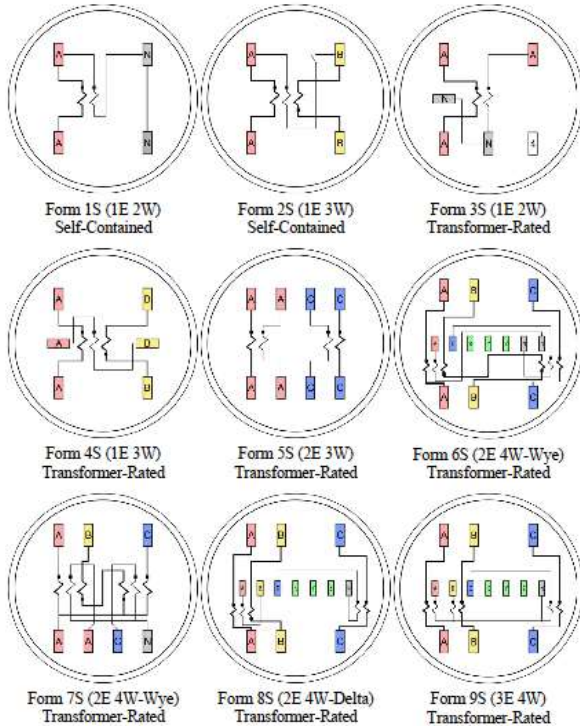 A N
A N
Form 1S (1E 2W)
Self-Contained
A B
A B
Form 2S (1E 3W)
Self-Contained
A A
N
A N
Form 3S (1E 2W)
Transformer-Rated
A D
A D
A B
Form 4S (1E 3W)
Transformer-Rated
A A C C
A A C C
Form 5S (2E 3W)
Transformer-Rated
A B C
A B C
Form 6S (2E 4W-Wye)
Transformer-Rated
A B C
A A C N
Form 7S (2E 4W-Wye)
Transformer-Rated
A B C
A B C
Form 8S (2E 4W-Delta)
Transformer-Rated
A B C
A B C
Form 9S (3E 4W)
Transformer-Rated